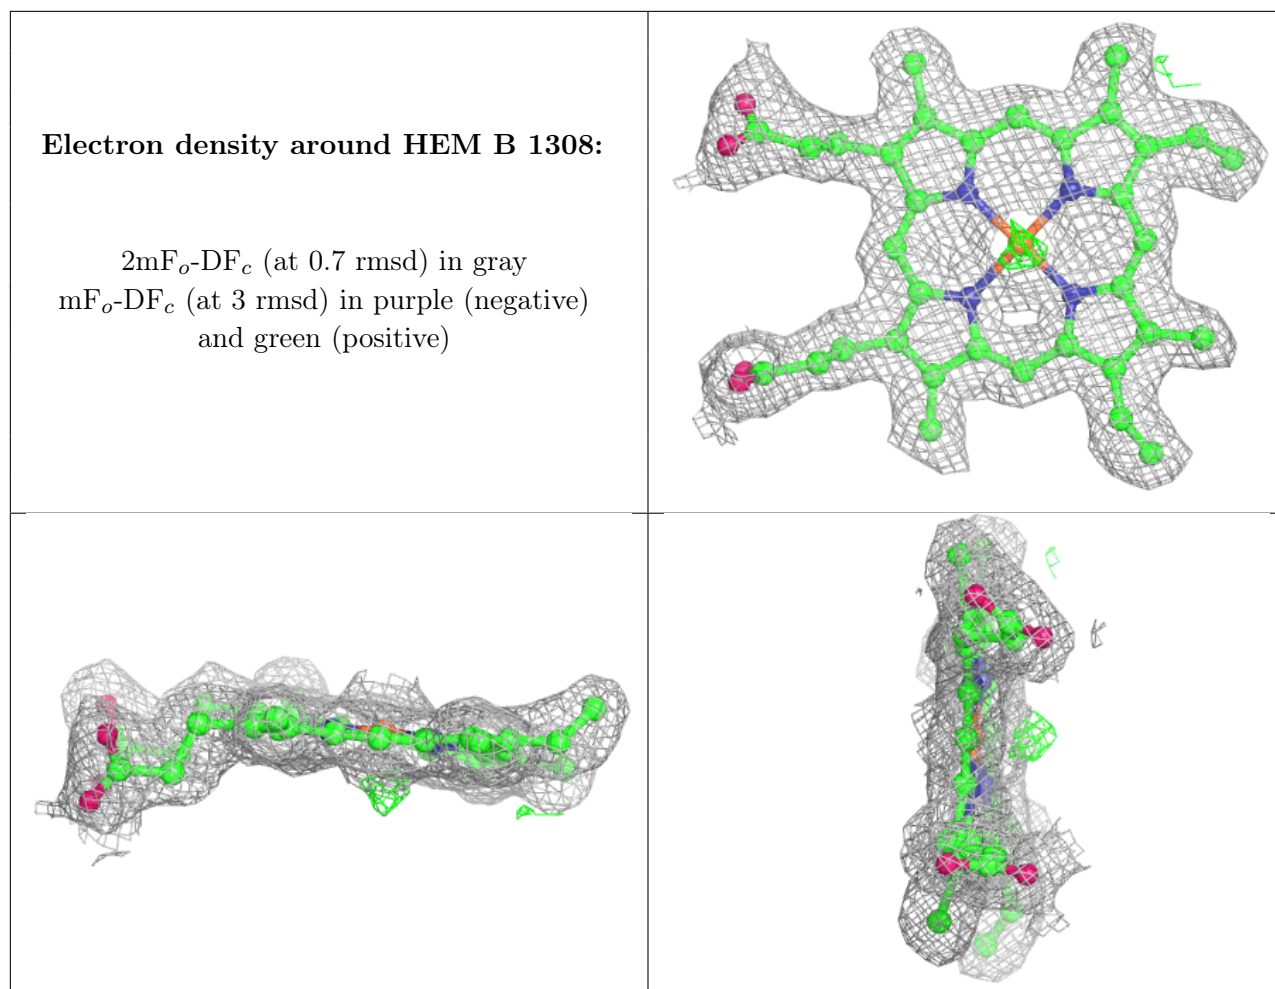 Electron density around HEM B 1308:
2mFo-DFc (at 0.7 rmsd) in gray
mFo-DFc (at 3 rmsd) in purple (negative)
and green (positive)